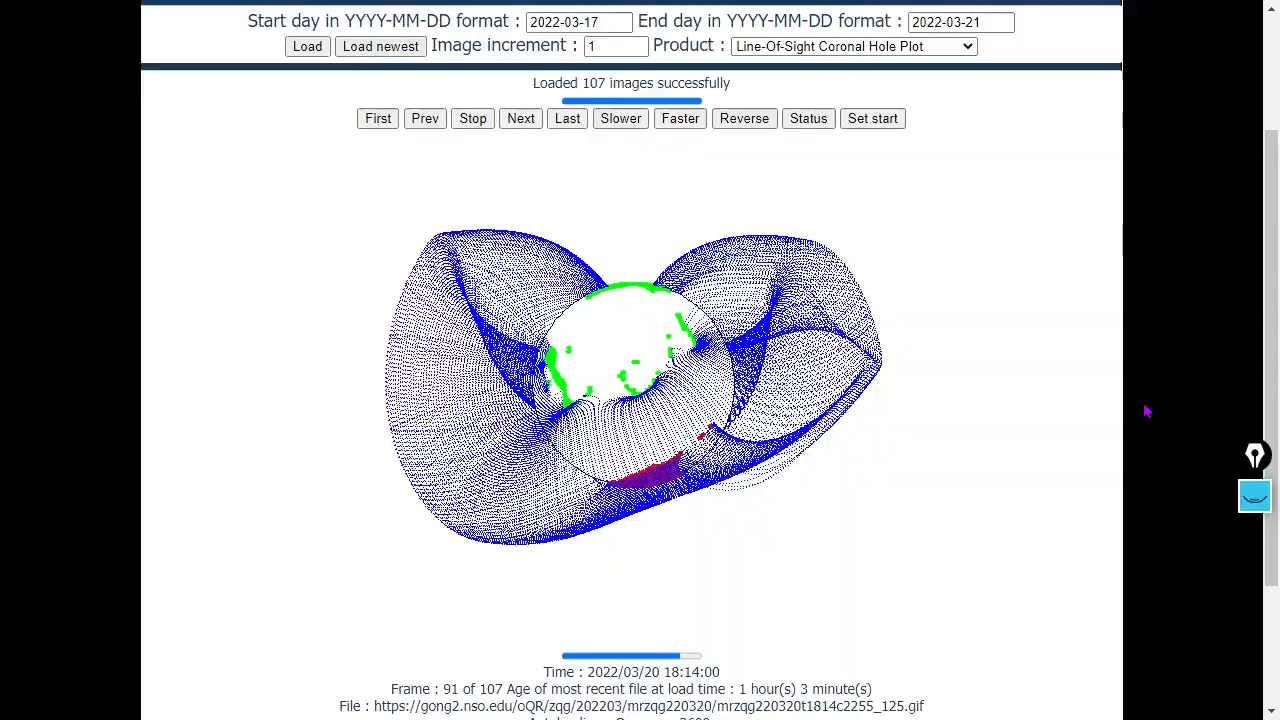 Start day in YYYY-MM-DD format : 2022-03-17 End day in YYYY-MM-DD format : 2022-03-21
Load Load newest Image increment : 1 Product : Line-Of-Sight Coronal Hole Plot
Loaded 107 images successfully
First Prev Stop Next Last Slower Faster Reverse Status Set start
Time : 2022/03/20 18:14:00
Frame : 91 of 107 Age of most recent file at load time : 1 hour(s) 3 minute(s)
File : https://gong2.nso.edu/oQR/zqg/202203/mrzqg220320/mrzqg220320t1814c2255_125.gif